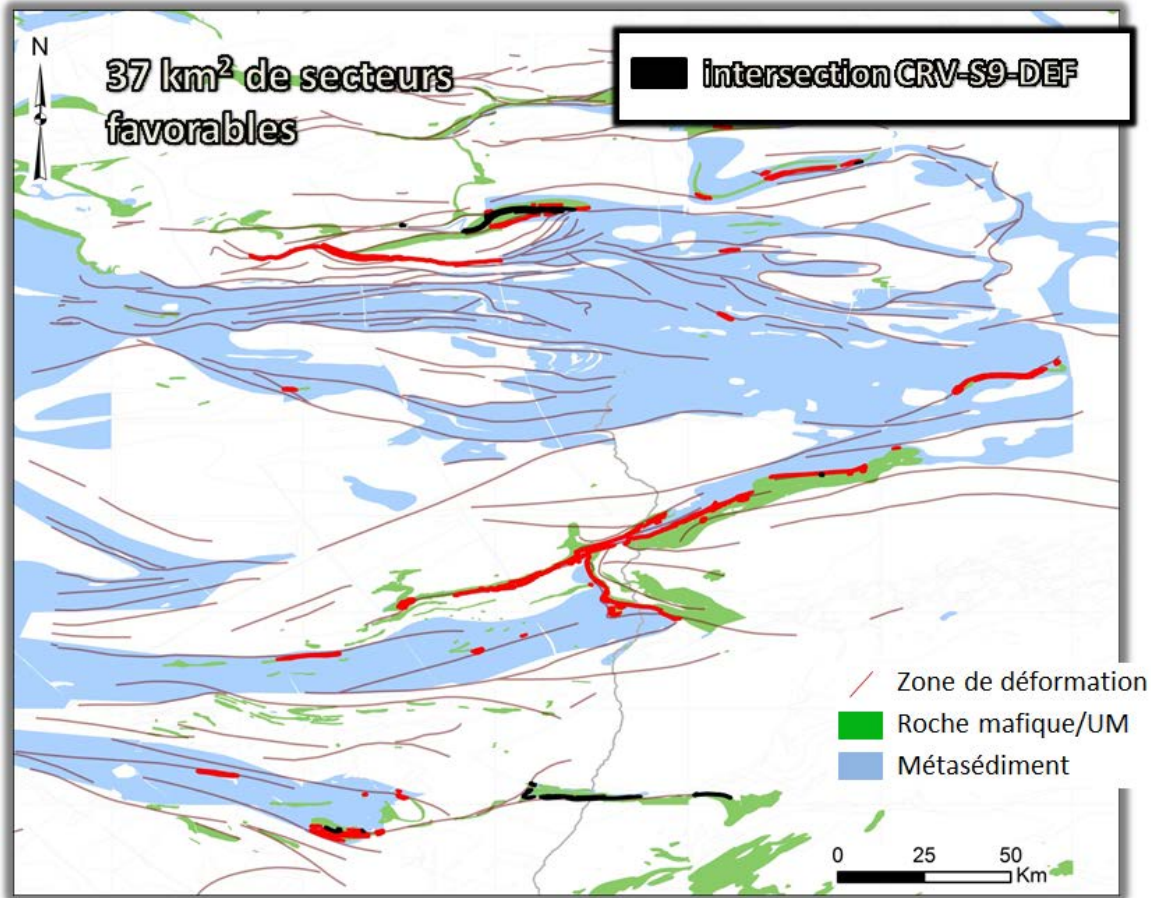 N
37 km² de secteurs
favorables
intersection CRV-S9-DEF
Zone de déformation
Roche mafique/UM
Métasédiment
0 25 50
Km